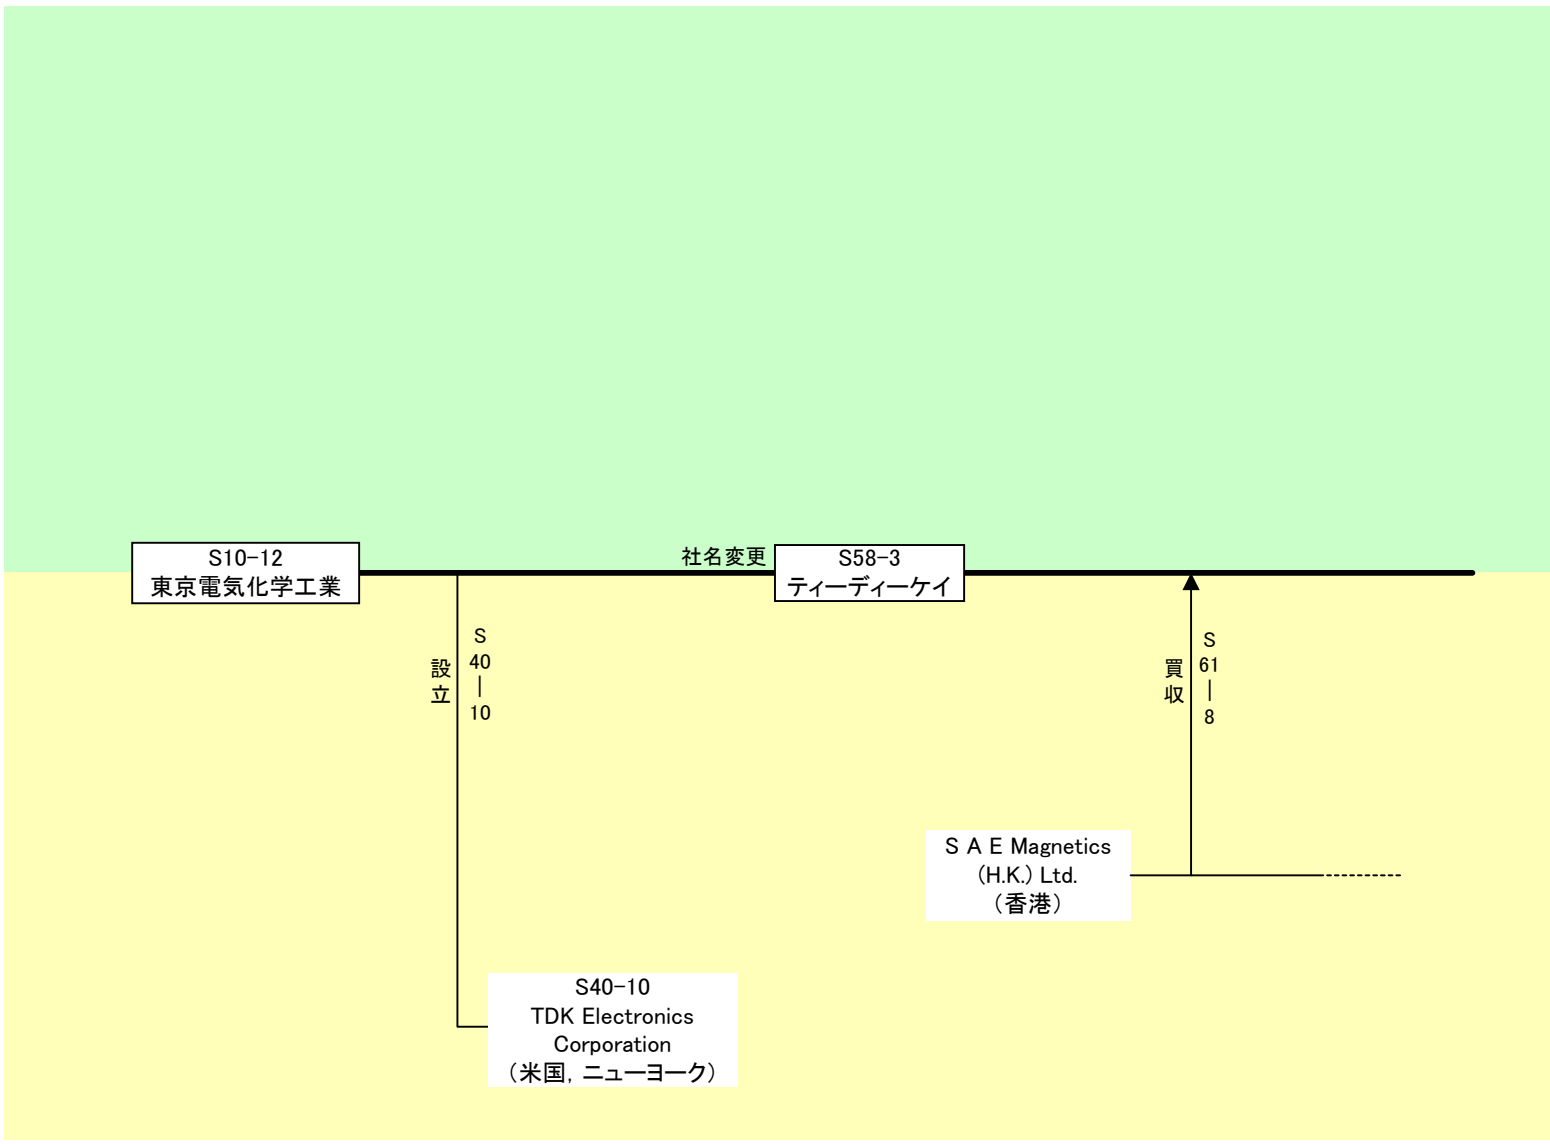 S10-12
東京電気化学工業
社名変更
S58-3
ティーディーケイ
設立
S40|10
買収
S61|8
S A E Magnetics
(H.K.) Ltd.
(香港)
S40-10
TDK Electronics
Corporation
(米国, ニューヨーク)